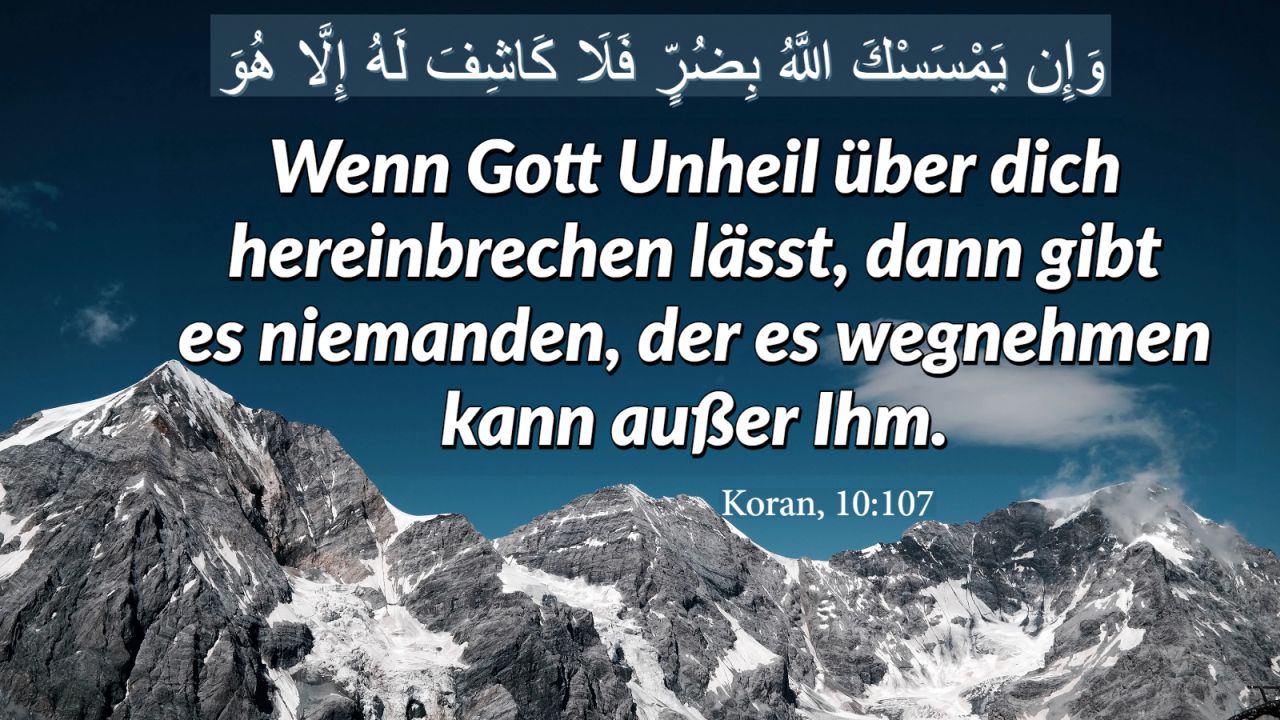 وَإِن يَمْسَسْكَ اللَّهُ بِضُرٍّ فَلَا كَاشِفَ لَهُ إِلَّا هُوَ
Wenn Gott Unheil über dich
hereinbrechen lässt, dann gibt
es niemanden, der es wegnehmen
kann außer Ihm.
Koran, 10:107